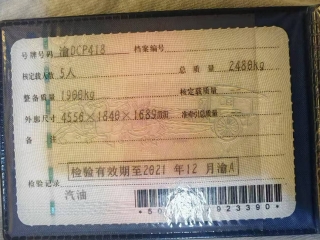 号牌号码 渝DCP418 档案编号
核定载人数 5人 总质量 2480kg
整备质量 1900kg 核定载质量
外廓尺寸 4556×1840×1689 准牵引总质量
备注
检验有效期至2021年12月渝A
检验记录
汽油